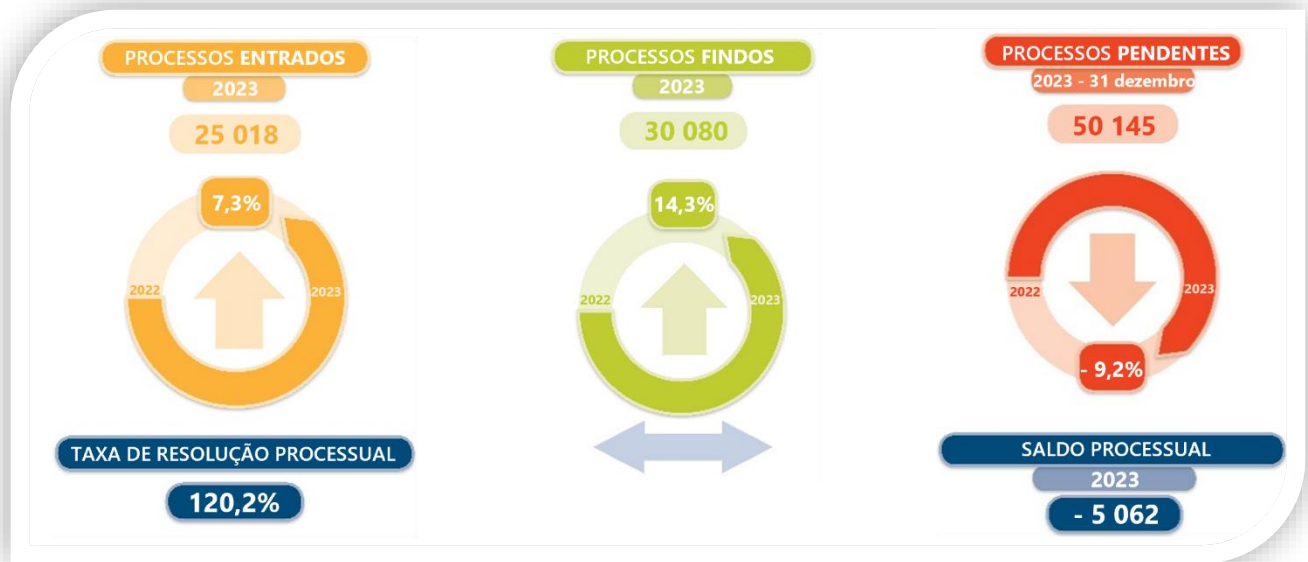 PROCESSOS ENTRADOS
2023
25 018
7,3%
2022
2023
TAXA DE RESOLUÇÃO PROCESSUAL
120,2%
PROCESSOS FINDOS
2023
30 080
14,3%
2022
2023
PROCESSOS PENDENTES
2023 - 31 dezembro
50 145
2022
2023
- 9,2%
SALDO PROCESSUAL
2023
- 5 062